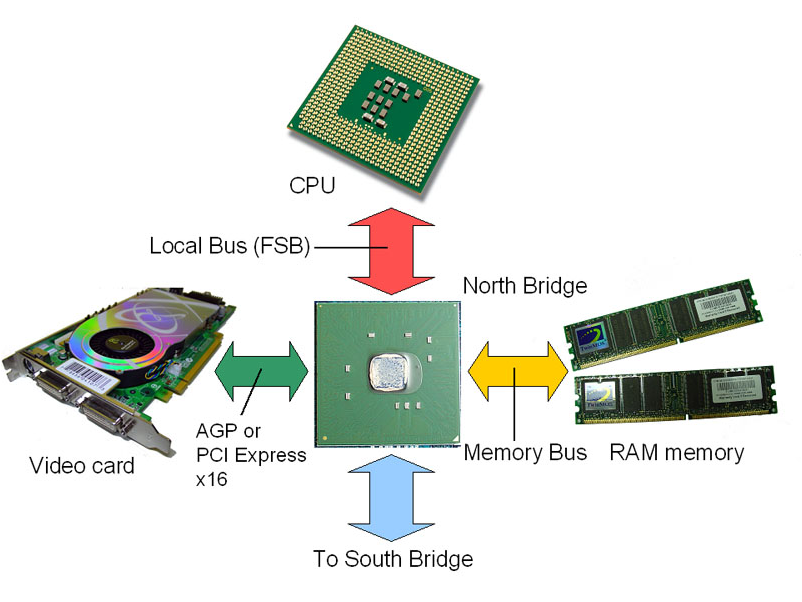 CPU
Local Bus (FSB)
North Bridge
AGP or
PCI Express
x16
Video card
Memory Bus
RAM memory
To South Bridge